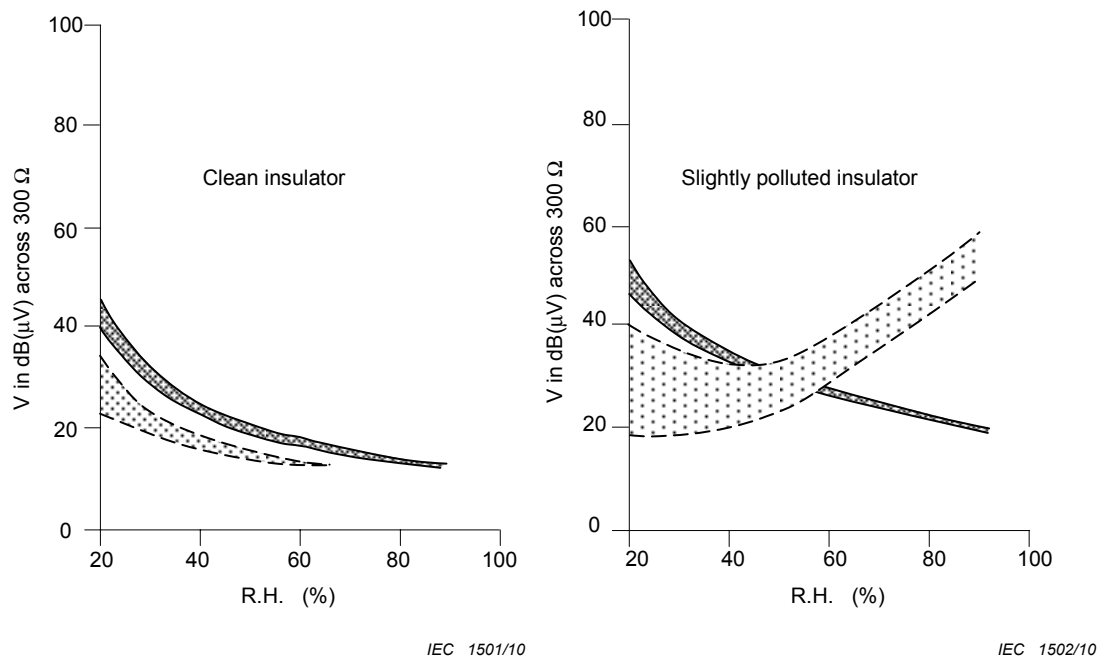 100
80
60
40
20
0
V in dB(μV) across 300 Ω
Clean insulator
20 40 60 80 100
R.H. (%)
IEC 1501/10
100
80
60
40
20
0
V in dB(μV) across 300 Ω
Slightly polluted insulator
20 40 60 80 100
R.H. (%)
IEC 1502/10